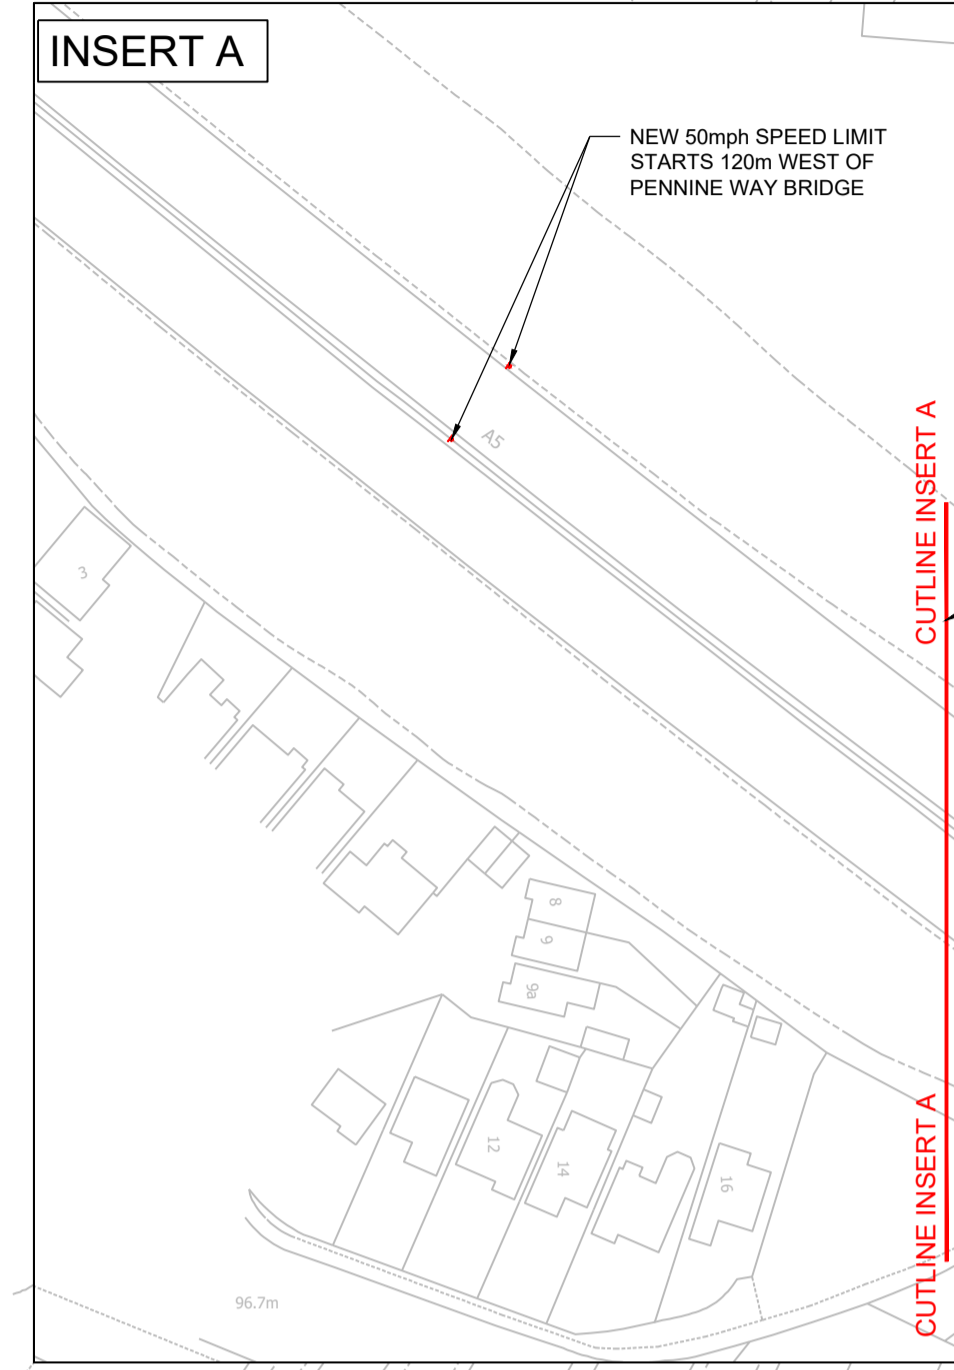 INSERT A
NEW 50mph SPEED LIMIT
STARTS 120m WEST OF
PENNINE WAY BRIDGE
A5
CUTLINE INSERT A
3
8
9
9a
12
14
16
CUTLINE INSERT A
96.7m